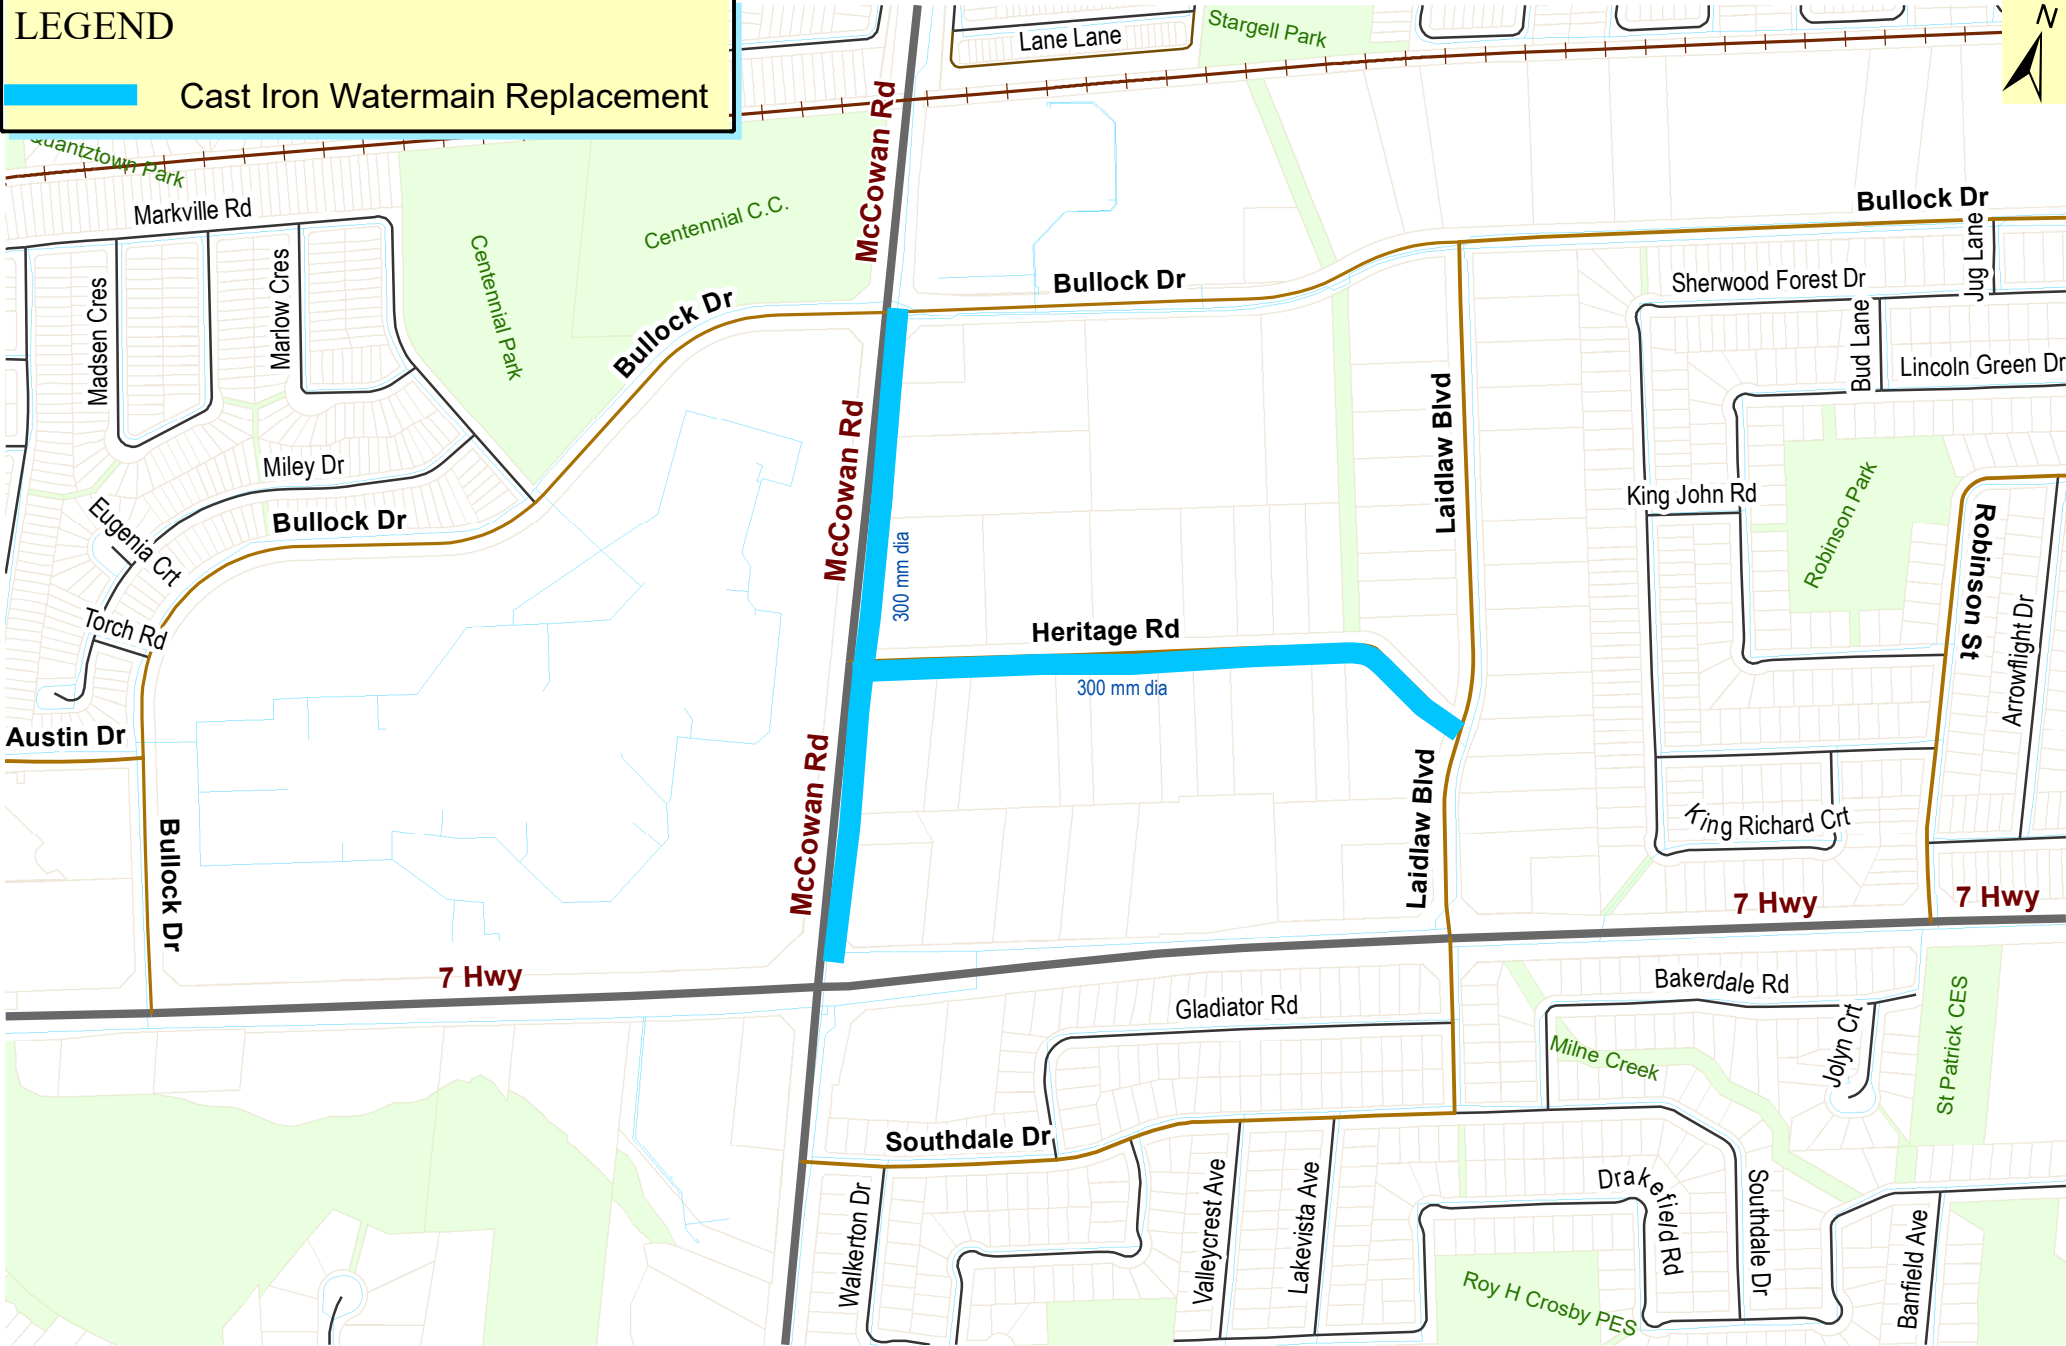 LEGEND
Cast Iron Watermain Replacement
N
Lane Lane
Stargell Park
McCowan Rd
Quantztown Park
Markville Rd
Centennial C.C.
Bullock Dr
Jug Lane
Centennial Park
Madsen Cres
Marlow Cres
Bullock Dr
Bullock Dr
Sherwood Forest Dr
Bud Lane
Lincoln Green Dr
McCowan Rd
Laidlaw Blvd
Miley Dr
Eugenia Crt
Bullock Dr
King John Rd
Robinson Park
Robinson St
300 mm dia
Torch Rd
Heritage Rd
300 mm dia
Arrowflight Dr
Austin Dr
McCowan Rd
Laidlaw Blvd
King Richard Crt
Bullock Dr
7 Hwy
7 Hwy
7 Hwy
Bakerdale Rd
Gladiator Rd
Milne Creek
Jolyn Crt
St Patrick CES
Southdale Dr
Walkerton Dr
Valleycrest Ave
Lakevista Ave
Drakefield Rd
Southdale Dr
Banfield Ave
Roy H Crosby PES